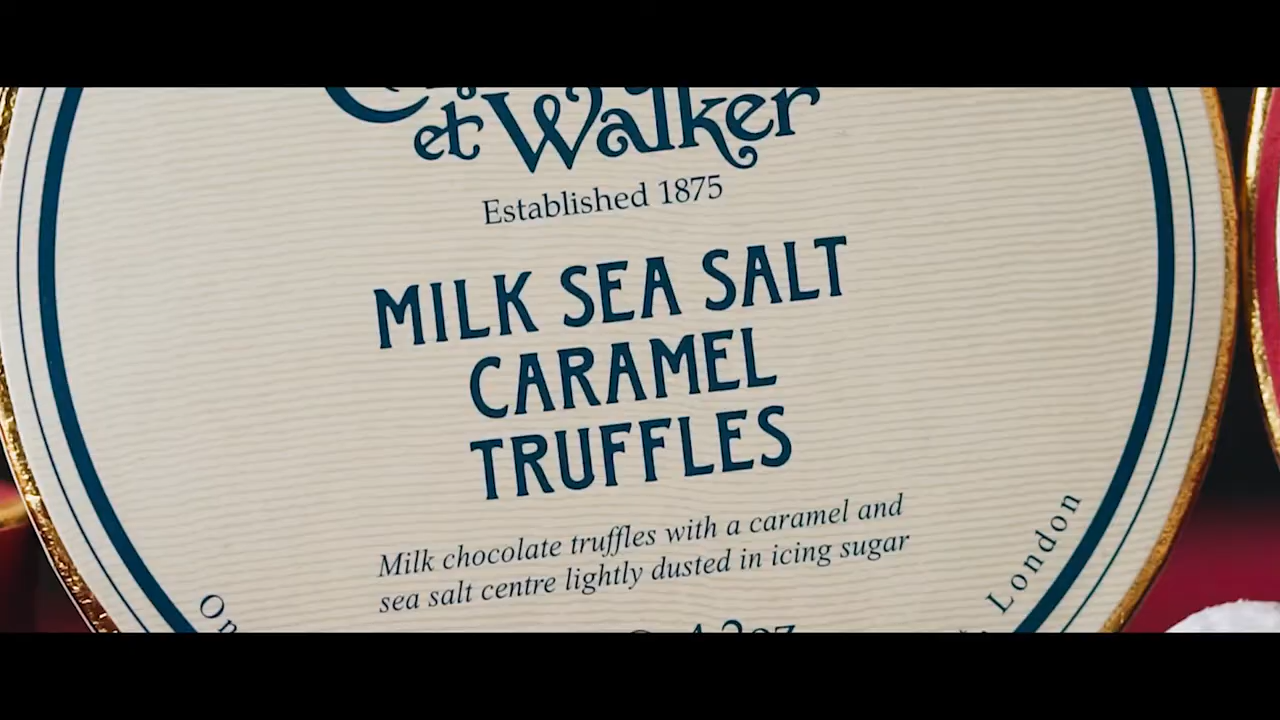 et Walker
Established 1875
MILK SEA SALT
CARAMEL
TRUFFLES
Milk chocolate truffles with a caramel and
sea salt centre lightly dusted in icing sugar
London